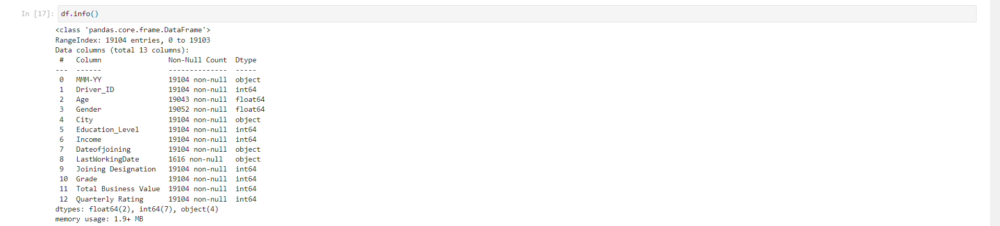 In [17]: df.info()
<class 'pandas.core.frame.DataFrame'>
RangeIndex: 19104 entries, 0 to 19103
Data columns (total 13 columns):
 #   Column                Non-Null Count  Dtype
---  ------                --------------  -----
 0   MMM-YY                19104 non-null  object
 1   Driver_ID             19104 non-null  int64
 2   Age                   19043 non-null  float64
 3   Gender                19052 non-null  float64
 4   City                  19104 non-null  object
 5   Education_Level       19104 non-null  int64
 6   Income                19104 non-null  int64
 7   Dateofjoining         19104 non-null  object
 8   LastWorkingDate       1616 non-null   object
 9   Joining Designation   19104 non-null  int64
 10  Grade                 19104 non-null  int64
 11  Total Business Value  19104 non-null  int64
 12  Quarterly Rating      19104 non-null  int64
dtypes: float64(2), int64(7), object(4)
memory usage: 1.9+ MB